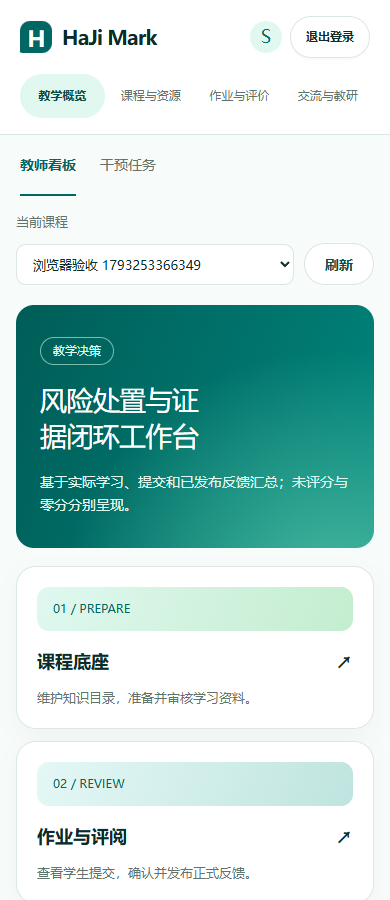 H HaJi Mark S 退出登录
教学概览 课程与资源 作业与评价 交流与教研
教师看板 干预任务
当前课程
浏览器验收 1793253366349 刷新
教学决策
风险处置与证
据闭环工作台
基于实际学习、提交和已发布反馈汇总；未评分与
零分分别呈现。
01 / PREPARE
课程底座 ↗
维护知识目录，准备并审核学习资料。
02 / REVIEW
作业与评阅 ↗
查看学生提交，确认并发布正式反馈。